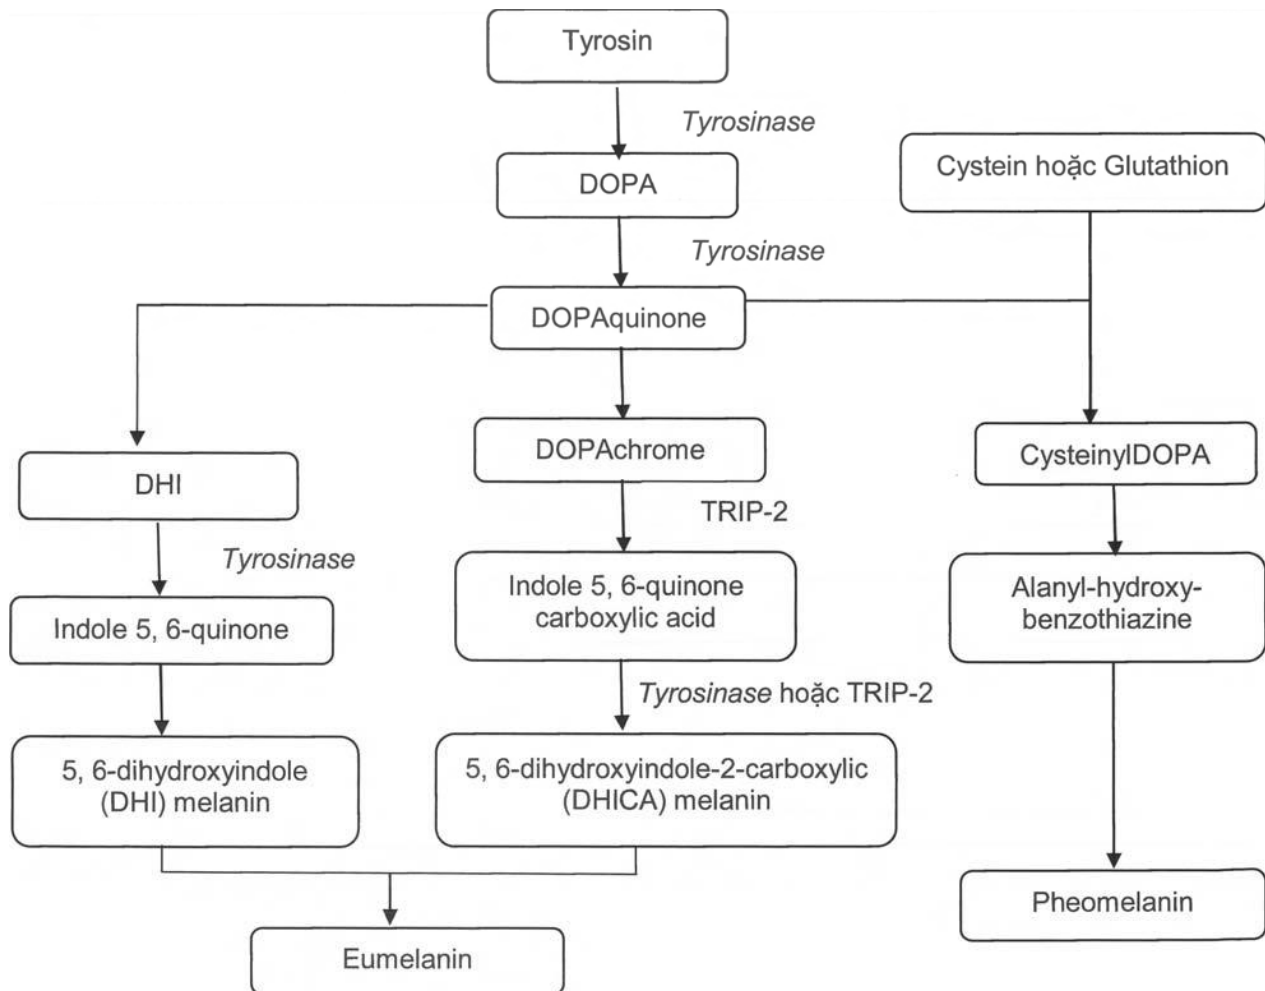 Tyrosin
Tyrosinase
Cystein hoặc Glutathion
DOPA
Tyrosinase
DOPAquinone
DOPAchrome
CysteinylDOPA
DHI
TRIP-2
Tyrosinase
Indole 5, 6-quinone
carboxylic acid
Alanyl-hydroxy-
benzothiazine
Indole 5, 6-quinone
Tyrosinase hoặc TRIP-2
5, 6-dihydroxyindole
(DHI) melanin
5, 6-dihydroxyindole-2-carboxylic
(DHICA) melanin
Pheomelanin
Eumelanin